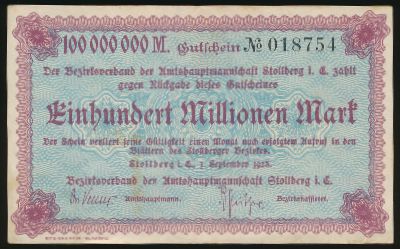 100 000 000 M. Gutschein № 018754
Der Bezirksverband der Amtshauptmannschaft Stollberg i. E. zahlt
gegen Rückgabe dieses Gutscheines
Einhundert Millionen Mark
Der Schein verliert seine Gültigkeit einen Monat nach erfolgtem Aufruf in den
Blättern des Stollberger Bezirkes.
Stollberg i. E., 1. September 1923.
Bezirksverband der Amtshauptmannschaft Stollberg i. E.
Amtshauptmann. Bezirkskassierer.